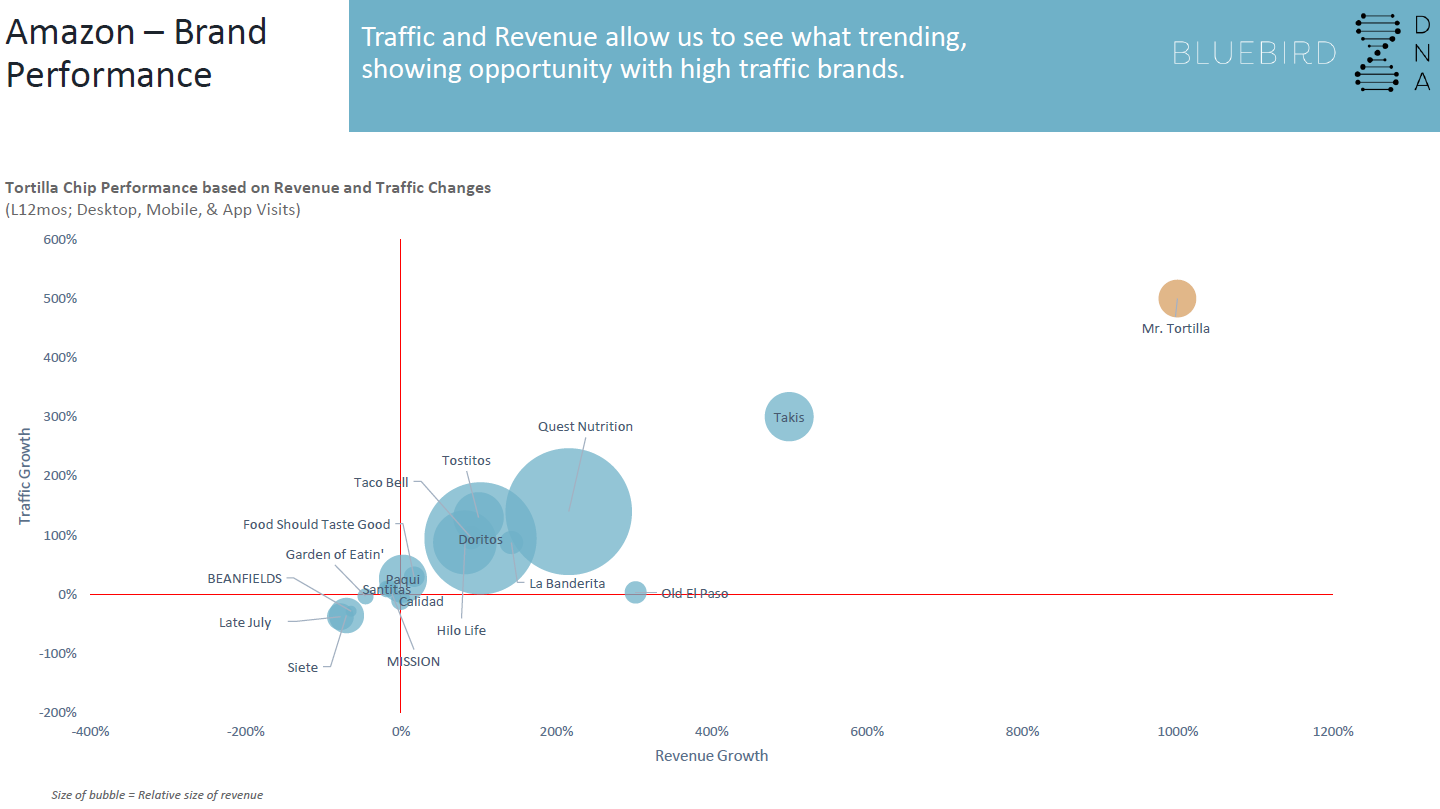 Amazon – Brand
Performance
Traffic and Revenue allow us to see what trending,
showing opportunity with high traffic brands.
BLUEBIRD
D
N
A
Tortilla Chip Performance based on Revenue and Traffic Changes
(L12mos; Desktop, Mobile, & App Visits)
600%
500%
400%
300%
200%
100%
0%
-100%
-200%
Traffic Growth
Mr. Tortilla
Takis
Quest Nutrition
Tostitos
Taco Bell
Food Should Taste Good
Doritos
Garden of Eatin'
BEANFIELDS
Paqui
Santitas
La Banderita
Old El Paso
Calidad
Late July
Hilo Life
MISSION
Siete
-400%
-200%
0%
200%
400%
600%
800%
1000%
1200%
Revenue Growth
Size of bubble = Relative size of revenue